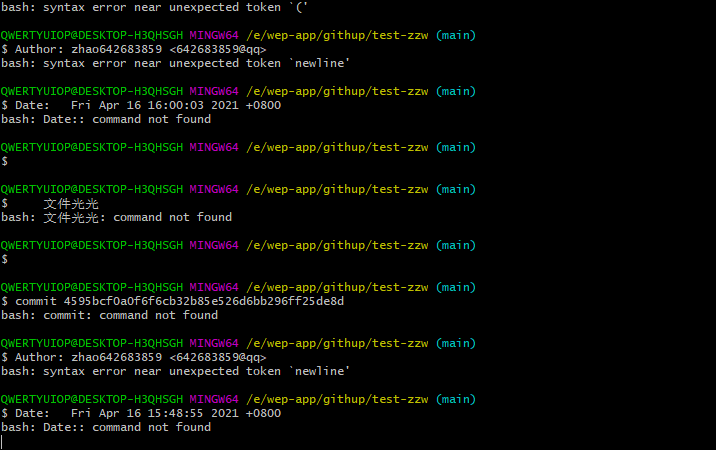 bash: syntax error near unexpected token `('
QWERTYUIOP@DESKTOP-H3QHSGH MINGW64 /e/wep-app/githup/test-zzw (main)
$ Author: zhao642683859 <642683859@qq>
bash: syntax error near unexpected token `newline'
QWERTYUIOP@DESKTOP-H3QHSGH MINGW64 /e/wep-app/githup/test-zzw (main)
$ Date:   Fri Apr 16 16:00:03 2021 +0800
bash: Date:: command not found
QWERTYUIOP@DESKTOP-H3QHSGH MINGW64 /e/wep-app/githup/test-zzw (main)
$
QWERTYUIOP@DESKTOP-H3QHSGH MINGW64 /e/wep-app/githup/test-zzw (main)
$     文件光光
bash: 文件光光: command not found
QWERTYUIOP@DESKTOP-H3QHSGH MINGW64 /e/wep-app/githup/test-zzw (main)
$
QWERTYUIOP@DESKTOP-H3QHSGH MINGW64 /e/wep-app/githup/test-zzw (main)
$ commit 4595bcf0a0f6f6cb32b85e526d6bb296ff25de8d
bash: commit: command not found
QWERTYUIOP@DESKTOP-H3QHSGH MINGW64 /e/wep-app/githup/test-zzw (main)
$ Author: zhao642683859 <642683859@qq>
bash: syntax error near unexpected token `newline'
QWERTYUIOP@DESKTOP-H3QHSGH MINGW64 /e/wep-app/githup/test-zzw (main)
$ Date:   Fri Apr 16 15:48:55 2021 +0800
bash: Date:: command not found